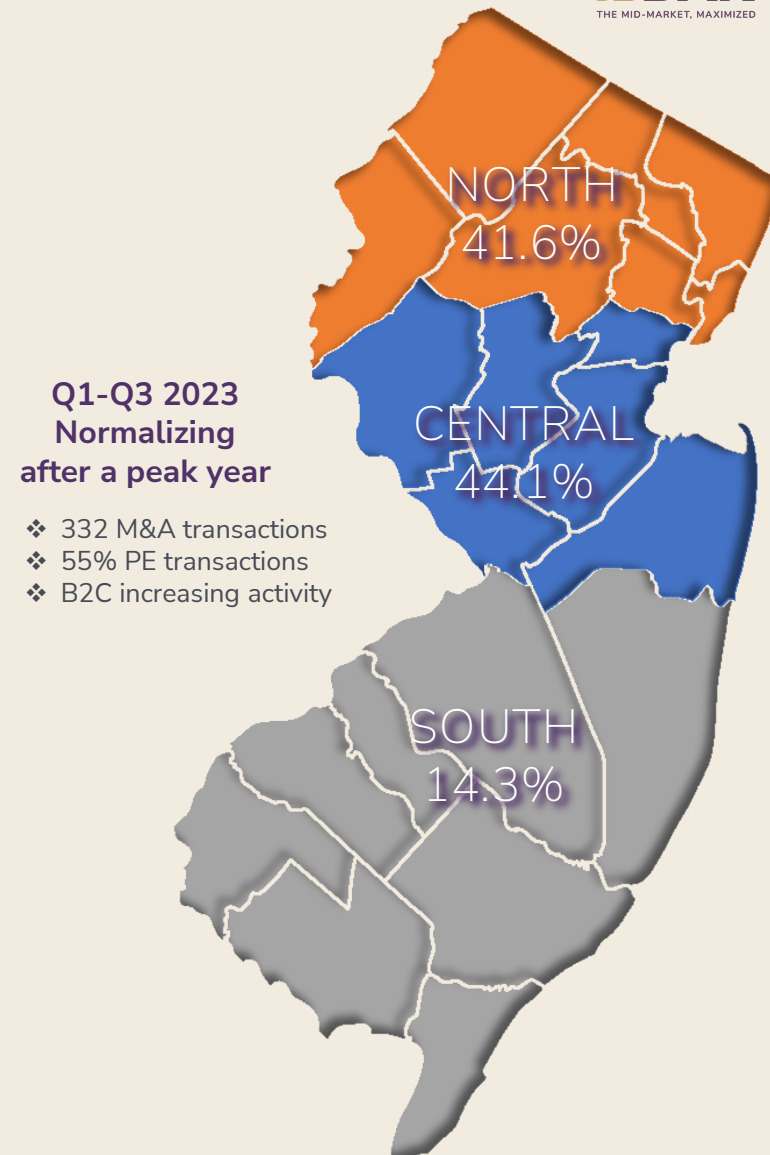 THE MID-MARKET, MAXIMIZED
NORTH
41.6%
Q1-Q3 2023
Normalizing
after a peak year
❖ 332 M&A transactions
❖ 55% PE transactions
❖ B2C increasing activity
CENTRAL
44.1%
SOUTH
14.3%